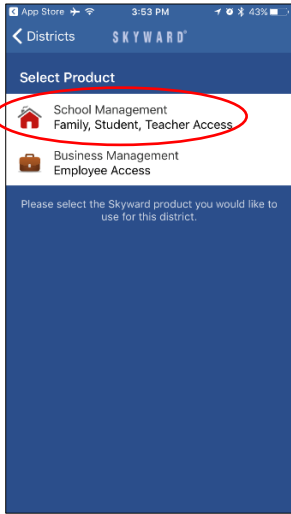 App Store 3:53 PM 43%
Districts SKYWARD®
Select Product
School Management
Family, Student, Teacher Access
Business Management
Employee Access
Please select the Skyward product you would like to
use for this district.